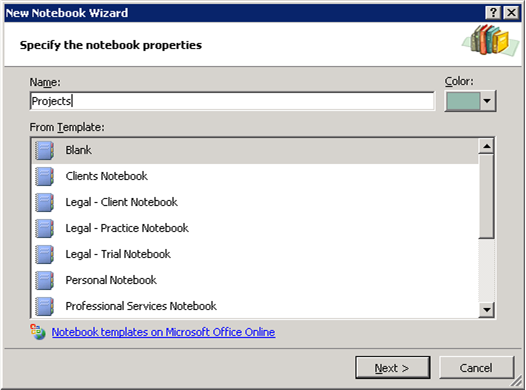 New Notebook Wizard
Specify the notebook properties
Name:
Color:
Projects
From Template:
Blank
Clients Notebook
Legal - Client Notebook
Legal - Practice Notebook
Legal - Trial Notebook
Personal Notebook
Professional Services Notebook
Notebook templates on Microsoft Office Online
Next >
Cancel